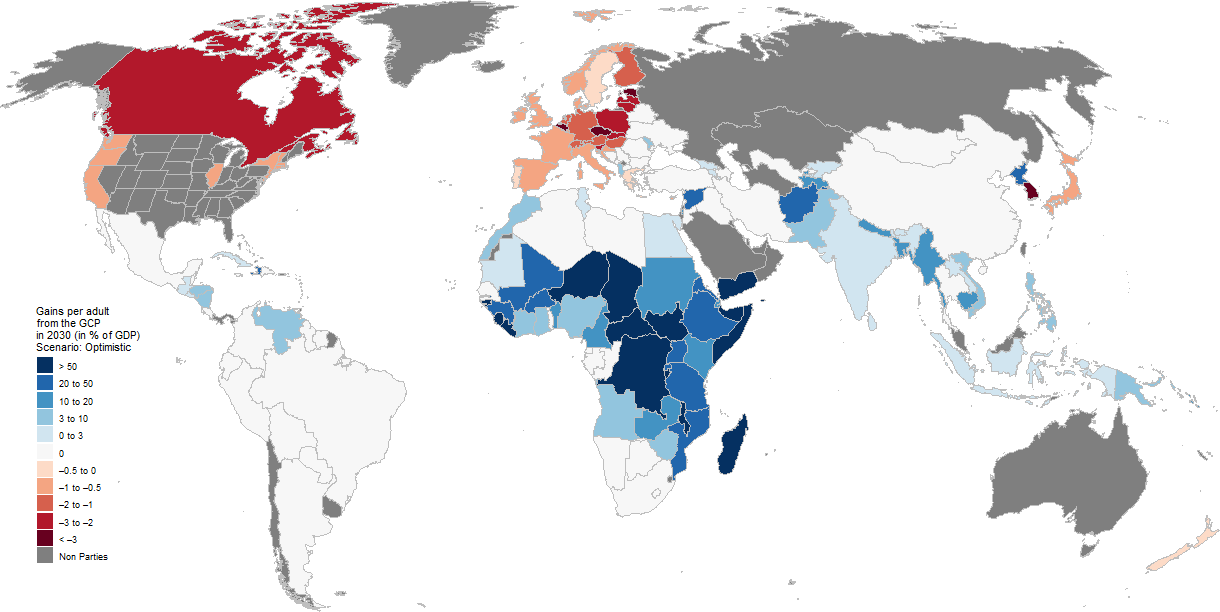 Gains per adult
from the GCP
in 2030 (in % of GDP)
Scenario: Optimistic
> 50
20 to 50
10 to 20
3 to 10
0 to 3
0
–0.5 to 0
–1 to –0.5
–2 to –1
–3 to –2
< –3
Non Parties